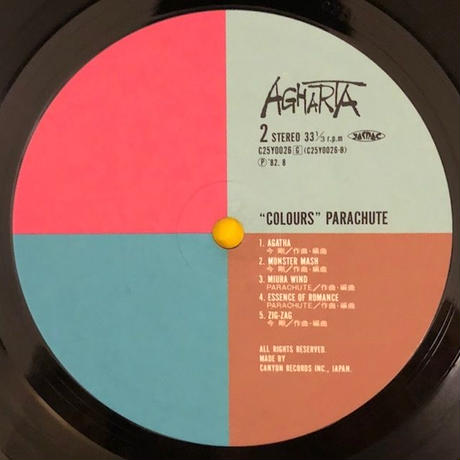 AGHARTA
2 STEREO 33 1/3 r.p.m JASRAC
C25Y0026 G (C25Y0026-B)
Ⓟ '82. 8
"COLOURS" PARACHUTE
1. AGATHA
今 剛/作曲・編曲
2. MONSTER MASH
今 剛/作曲・編曲
3. MIURA WIND
PARACHUTE/作曲・編曲
4. ESSENCE OF ROMANCE
PARACHUTE/作曲・編曲
5. ZIG-ZAG
今 剛/作曲・編曲
ALL RIGHTS RESERVED.
MADE BY
CANYON RECORDS INC., JAPAN.